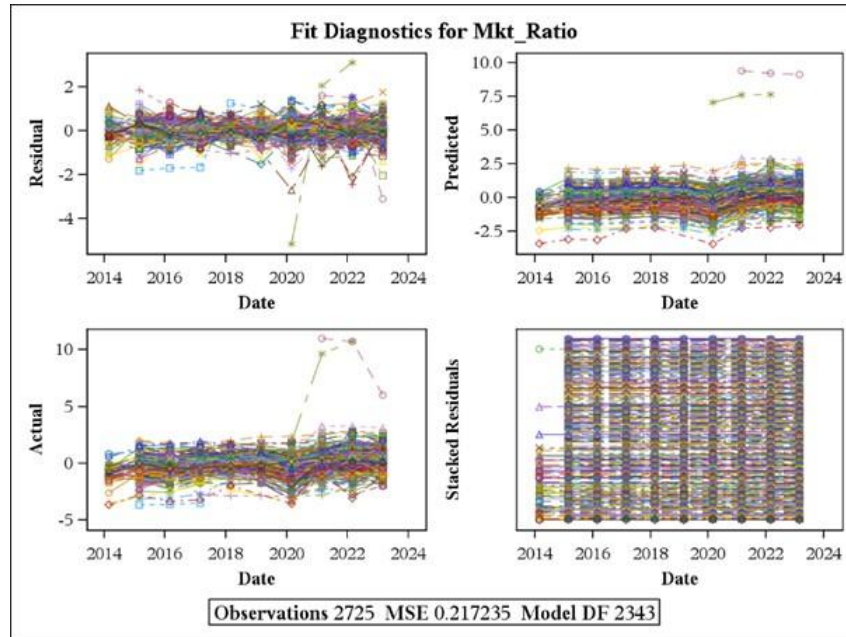 Fit Diagnostics for Mkt_Ratio
Residual
2
0
-2
-4
2014 2016 2018 2020 2022 2024
Date
Predicted
10.0
7.5
5.0
2.5
0.0
-2.5
2014 2016 2018 2020 2022 2024
Date
Actual
10
5
0
-5
2014 2016 2018 2020 2022 2024
Date
Stacked Residuals
2014 2016 2018 2020 2022 2024
Date
Observations 2725 MSE 0.217235 Model DF 2343